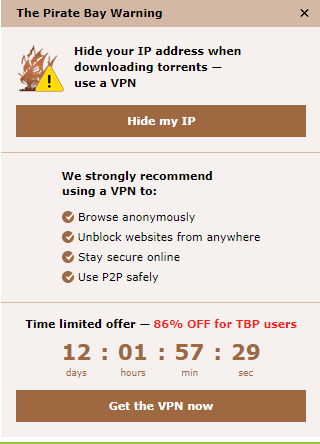 The Pirate Bay Warning ✕
Hide your IP address when
downloading torrents —
use a VPN
!
Hide my IP
We strongly recommend
using a VPN to:
Browse anonymously
Unblock websites from anywhere
Stay secure online
Use P2P safely
Time limited offer — 86% OFF for TBP users
12 : 01 : 57 : 29
days hours min sec
Get the VPN now